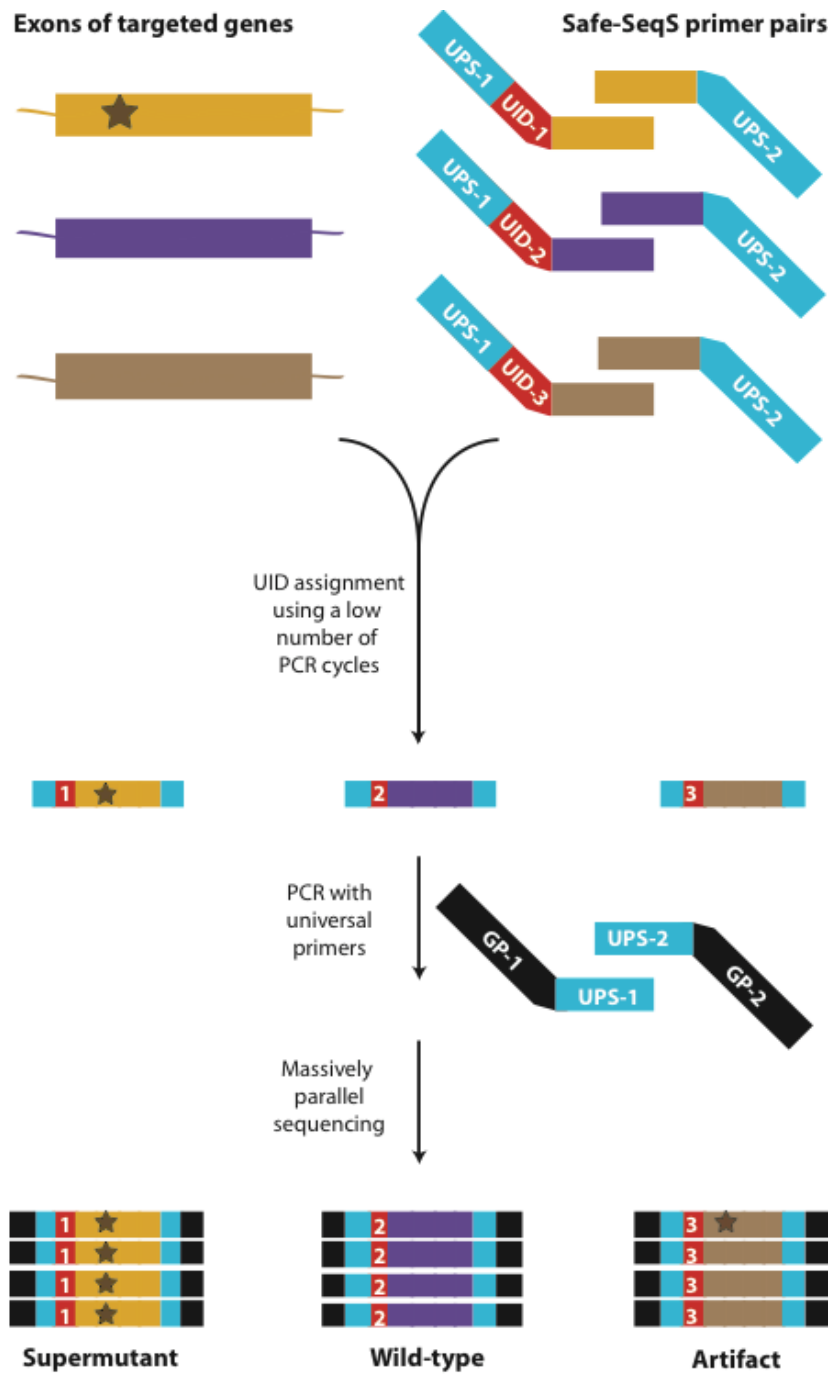 Exons of targeted genes
Safe-SeqS primer pairs
UPS-1
UID-1
UPS-2
UPS-1
UID-2
UPS-2
UPS-1
UID-3
UPS-2
UID assignment
using a low
number of
PCR cycles
1
2
3
PCR with
universal
primers
GP-1
UPS-1
UPS-2
GP-2
Massively
parallel
sequencing
1
2
3
1
2
3
1
2
3
1
2
3
Supermutant
Wild-type
Artifact